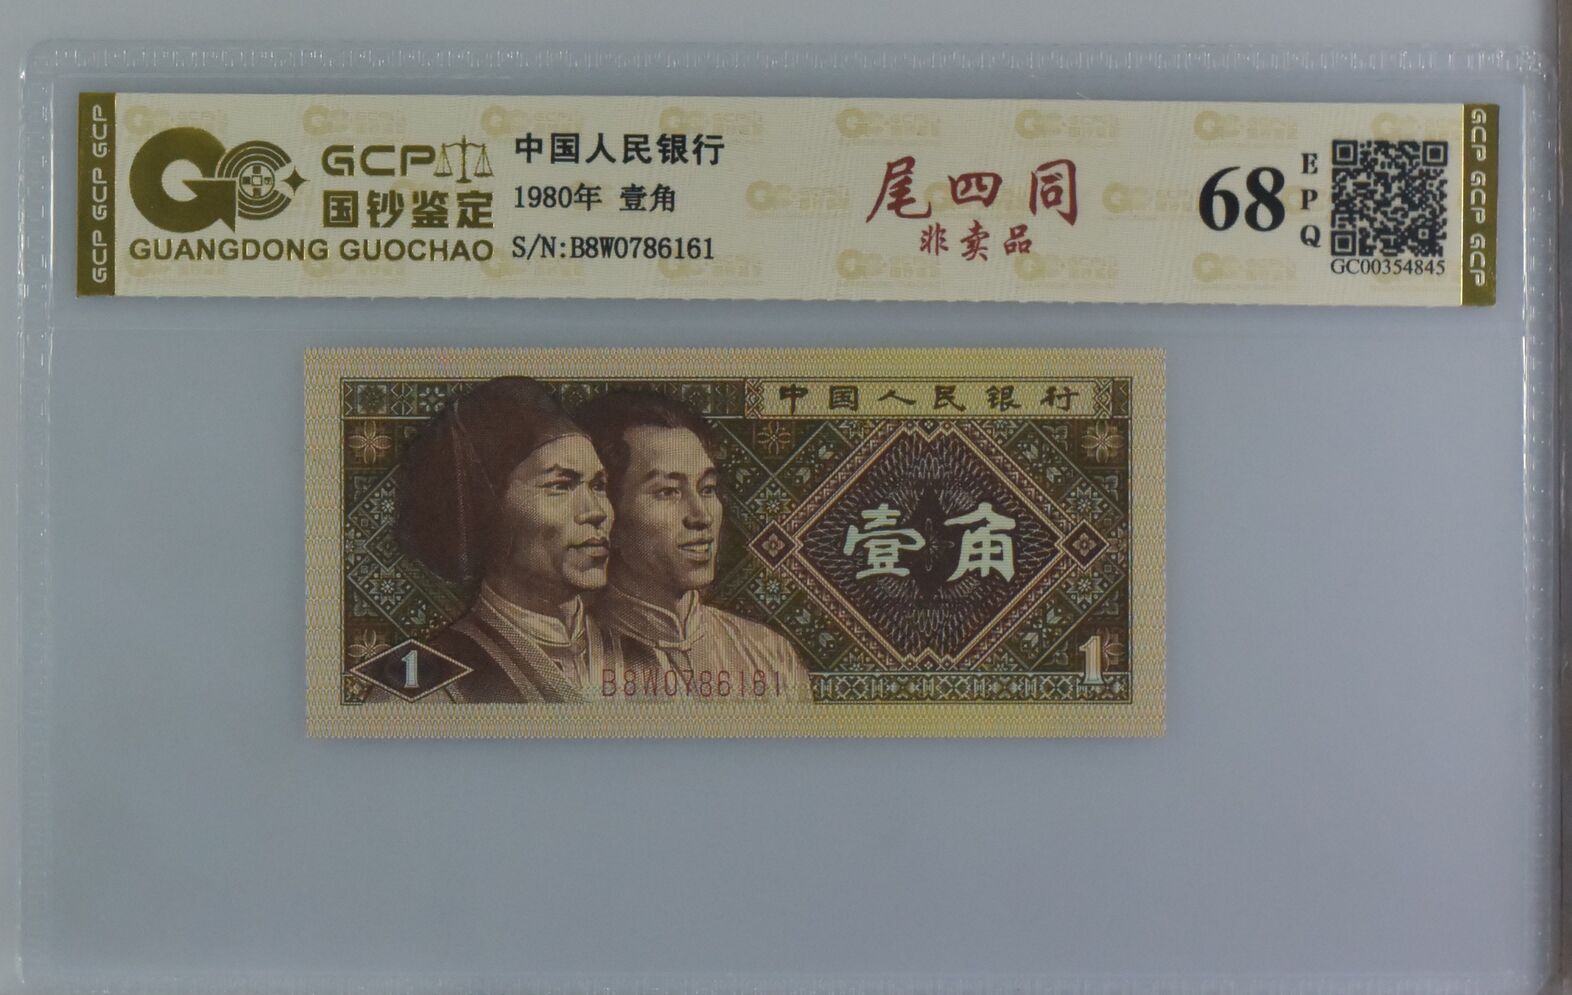 GCP GCP GCP
GC
GCP
国钞鉴定
GUANGDONG GUOCHAO
中国人民银行
1980年 壹角
S/N:B8W0786161
尾四同
非卖品
68
EPQ
GC00354845
GCP GCP GCP
中国人民银行
壹角
1
B8W0786161
1